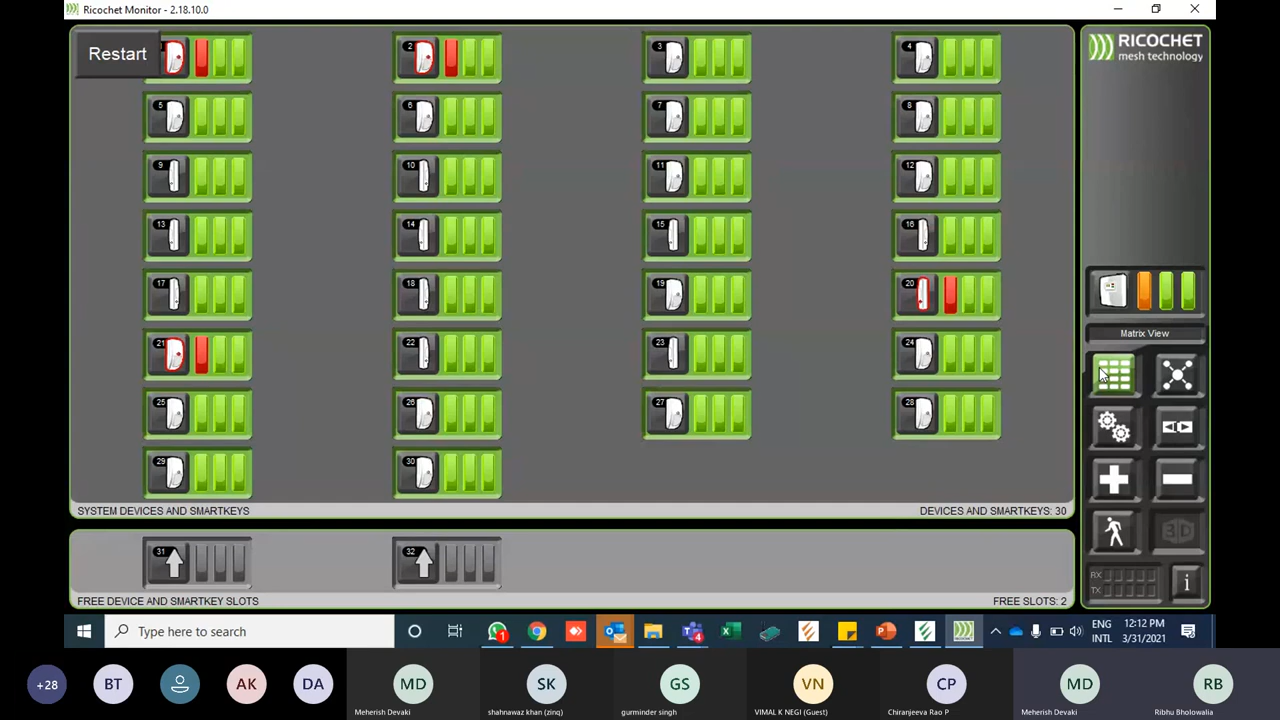 Ricochet Monitor - 2.18.10.0
Restart
2
3
4
5
6
7
8
9
10
11
12
13
14
15
16
17
18
19
20
21
22
23
24
25
26
27
28
29
30
SYSTEM DEVICES AND SMARTKEYS
DEVICES AND SMARTKEYS: 30
31
32
FREE DEVICE AND SMARTKEY SLOTS
FREE SLOTS: 2
RICOCHET
mesh technology
Matrix View
3D
RX
TX
i
Type here to search
1
4
ENG
INTL
12:12 PM
3/31/2021
+28
BT
AK
DA
MD
Meherish Devaki
SK
shahnawaz khan (zinq)
GS
gurminder singh
VN
VIMAL K NEGI (Guest)
CP
Chiranjeeva Rao P
MD
Meherish Devaki
RB
Ribhu Bholowalia